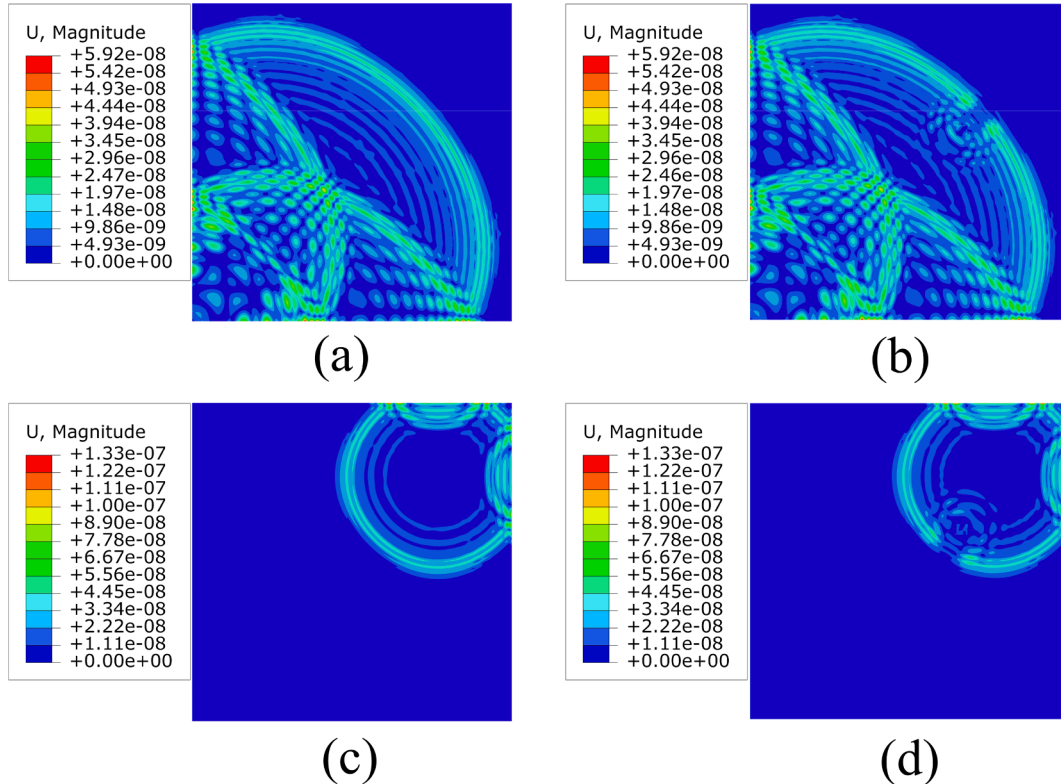 U, Magnitude
+5.92e-08
+5.42e-08
+4.93e-08
+4.44e-08
+3.94e-08
+3.45e-08
+2.96e-08
+2.47e-08
+1.97e-08
+1.48e-08
+9.86e-09
+4.93e-09
+0.00e+00
(a)
U, Magnitude
+5.92e-08
+5.42e-08
+4.93e-08
+4.44e-08
+3.94e-08
+3.45e-08
+2.96e-08
+2.47e-08
+1.97e-08
+1.48e-08
+9.86e-09
+4.93e-09
+0.00e+00
(b)
U, Magnitude
+1.33e-07
+1.22e-07
+1.11e-07
+1.00e-07
+8.90e-08
+7.78e-08
+6.67e-08
+5.56e-08
+4.45e-08
+3.34e-08
+2.22e-08
+1.11e-08
+0.00e+00
(c)
U, Magnitude
+1.33e-07
+1.22e-07
+1.11e-07
+1.00e-07
+8.90e-08
+7.78e-08
+6.67e-08
+5.56e-08
+4.45e-08
+3.34e-08
+2.22e-08
+1.11e-08
+0.00e+00
(d)